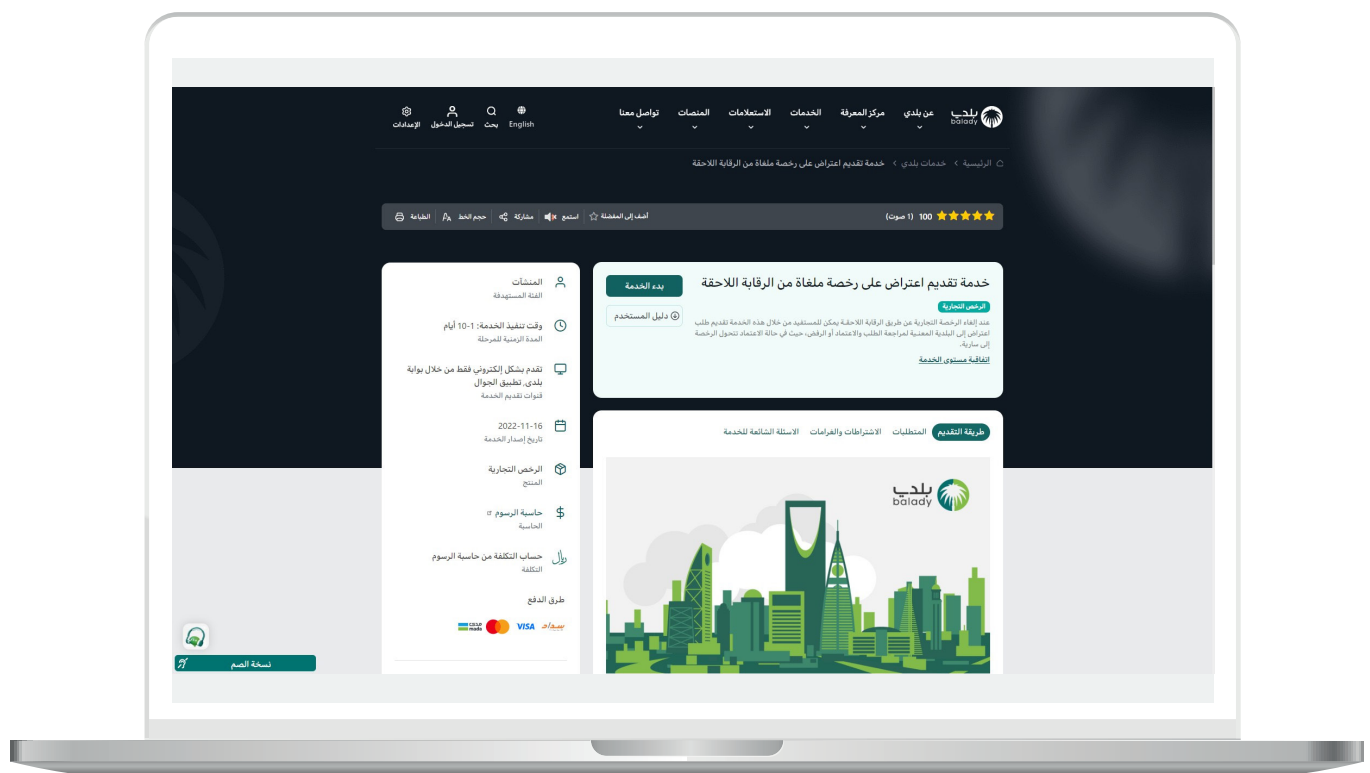 بلدي
balady
عن بلدي
مركز المعرفة
الخدمات
الاستعلامات
المنصات
تواصل معنا
English
بحث
تسجيل الدخول
الإعدادات
الرئيسية > خدمات بلدي > خدمة تقديم اعتراض على رخصة ملغاة من الرقابة اللاحقة
100 (1 صوت)
أضف إلى المفضلة
استمع
مشاركة
حجم الخط
الطباعة
خدمة تقديم اعتراض على رخصة ملغاة من الرقابة اللاحقة
بدء الخدمة
دليل المستخدم
الرخص التجارية
عند إلغاء الرخصة التجارية عن طريق الرقابة اللاحقة يمكن للمستفيد من خلال هذه الخدمة تقديم طلب
اعتراض إلى البلدية المعنية لمراجعة الطلب والاعتماد أو الرفض، حيث في حالة الاعتماد تتحول الرخصة
إلى سارية.
اتفاقية مستوى الخدمة
طريقة التقديم
المتطلبات
الاشتراطات والغرامات
الاسئلة الشائعة للخدمة
بلدي
balady
المنشآت
الفئة المستهدفة
وقت تنفيذ الخدمة: 1-10 أيام
المدة الزمنية للمرحلة
تقدم بشكل إلكتروني فقط من خلال بوابة
بلدي, تطبيق الجوال
قنوات تقديم الخدمة
2022-11-16
تاريخ إصدار الخدمة
الرخص التجارية
المنتج
حاسبة الرسوم
الحاسبة
حساب التكلفة من حاسبة الرسوم
التكلفة
طرق الدفع
سداد
VISA
مدى
mada
نسخة الصم